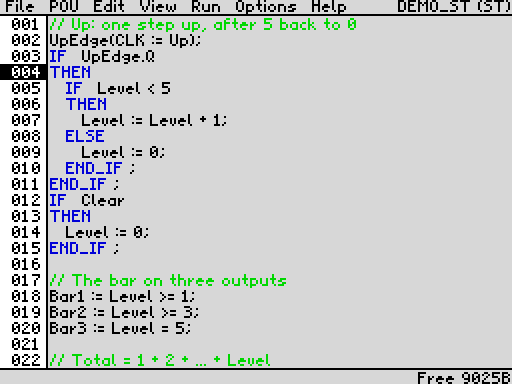 File POU Edit View Run Options Help DEMO_ST (ST)
001 // Up: one step up, after 5 back to 0
002 UpEdge(CLK := Up);
003 IF UpEdge.Q
004 THEN
005 IF Level < 5
006 THEN
007 Level := Level + 1;
008 ELSE
009 Level := 0;
010 END_IF ;
011 END_IF ;
012 IF Clear
013 THEN
014 Level := 0;
015 END_IF ;
016
017 // The bar on three outputs
018 Bar1 := Level >= 1;
019 Bar2 := Level >= 3;
020 Bar3 := Level = 5;
021
022 // Total = 1 + 2 + ... + Level
Free 9025B